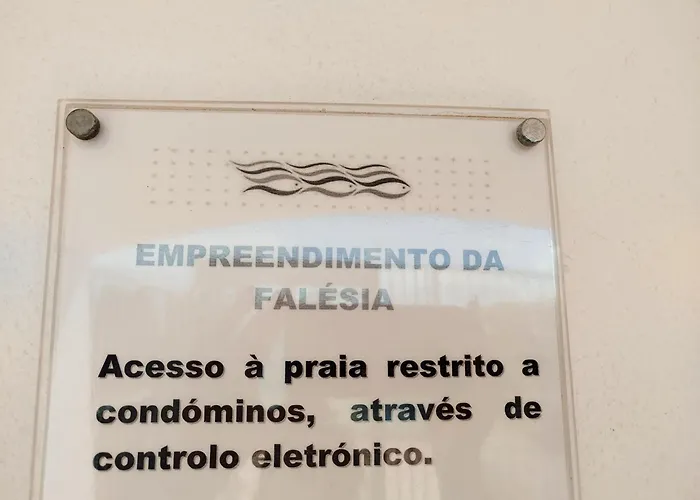 EMPREENDIMENTO DA
FALÉSIA
Acesso à praia restrito a
condóminos, através de
controlo eletrónico.